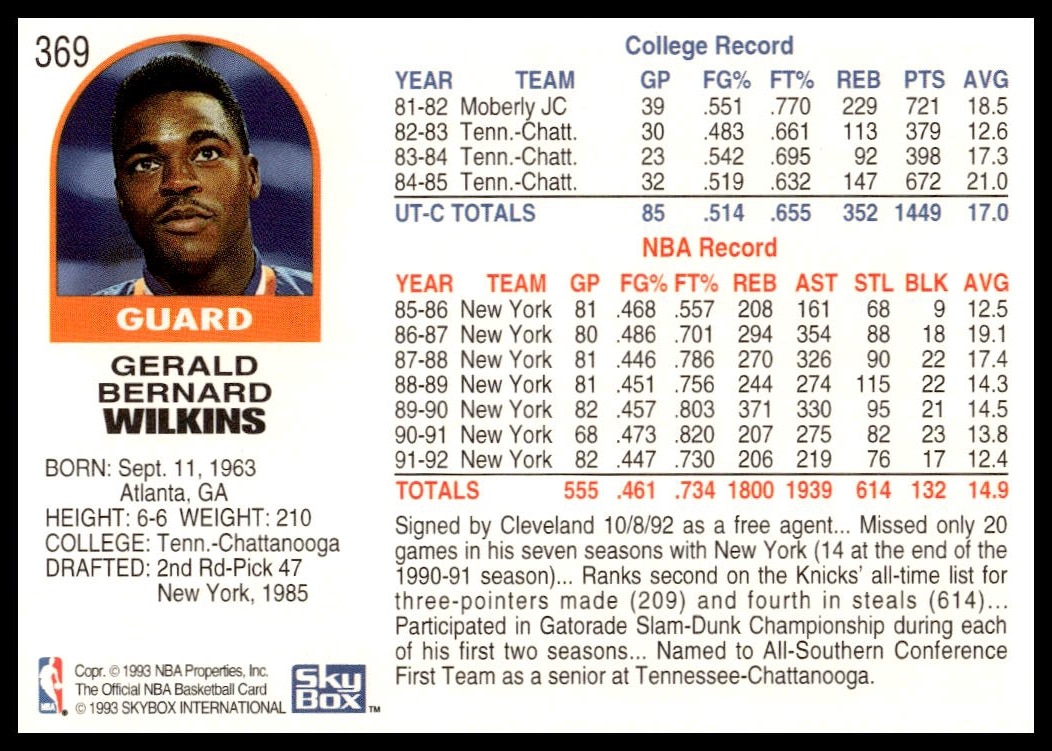 369
GUARD
GERALD
BERNARD
WILKINS
BORN: Sept. 11, 1963
Atlanta, GA
HEIGHT: 6-6 WEIGHT: 210
COLLEGE: Tenn.-Chattanooga
DRAFTED: 2nd Rd-Pick 47
New York, 1985
College Record
YEAR TEAM GP FG% FT% REB PTS AVG
81-82 Moberly JC 39 .551 .770 229 721 18.5
82-83 Tenn.-Chatt. 30 .483 .661 113 379 12.6
83-84 Tenn.-Chatt. 23 .542 .695 92 398 17.3
84-85 Tenn.-Chatt. 32 .519 .632 147 672 21.0
UT-C TOTALS 85 .514 .655 352 1449 17.0
NBA Record
YEAR TEAM GP FG% FT% REB AST STL BLK AVG
85-86 New York 81 .468 .557 208 161 68 9 12.5
86-87 New York 80 .486 .701 294 354 88 18 19.1
87-88 New York 81 .446 .786 270 326 90 22 17.4
88-89 New York 81 .451 .756 244 274 115 22 14.3
89-90 New York 82 .457 .803 371 330 95 21 14.5
90-91 New York 68 .473 .820 207 275 82 23 13.8
91-92 New York 82 .447 .730 206 219 76 17 12.4
TOTALS 555 .461 .734 1800 1939 614 132 14.9
Signed by Cleveland 10/8/92 as a free agent... Missed only 20
games in his seven seasons with New York (14 at the end of the
1990-91 season)... Ranks second on the Knicks' all-time list for
three-pointers made (209) and fourth in steals (614)...
Participated in Gatorade Slam-Dunk Championship during each
of his first two seasons... Named to All-Southern Conference
First Team as a senior at Tennessee-Chattanooga.
NBA
Copr. © 1993 NBA Properties, Inc.
The Official NBA Basketball Card
© 1993 SKYBOX INTERNATIONAL
Sky
BOX ™